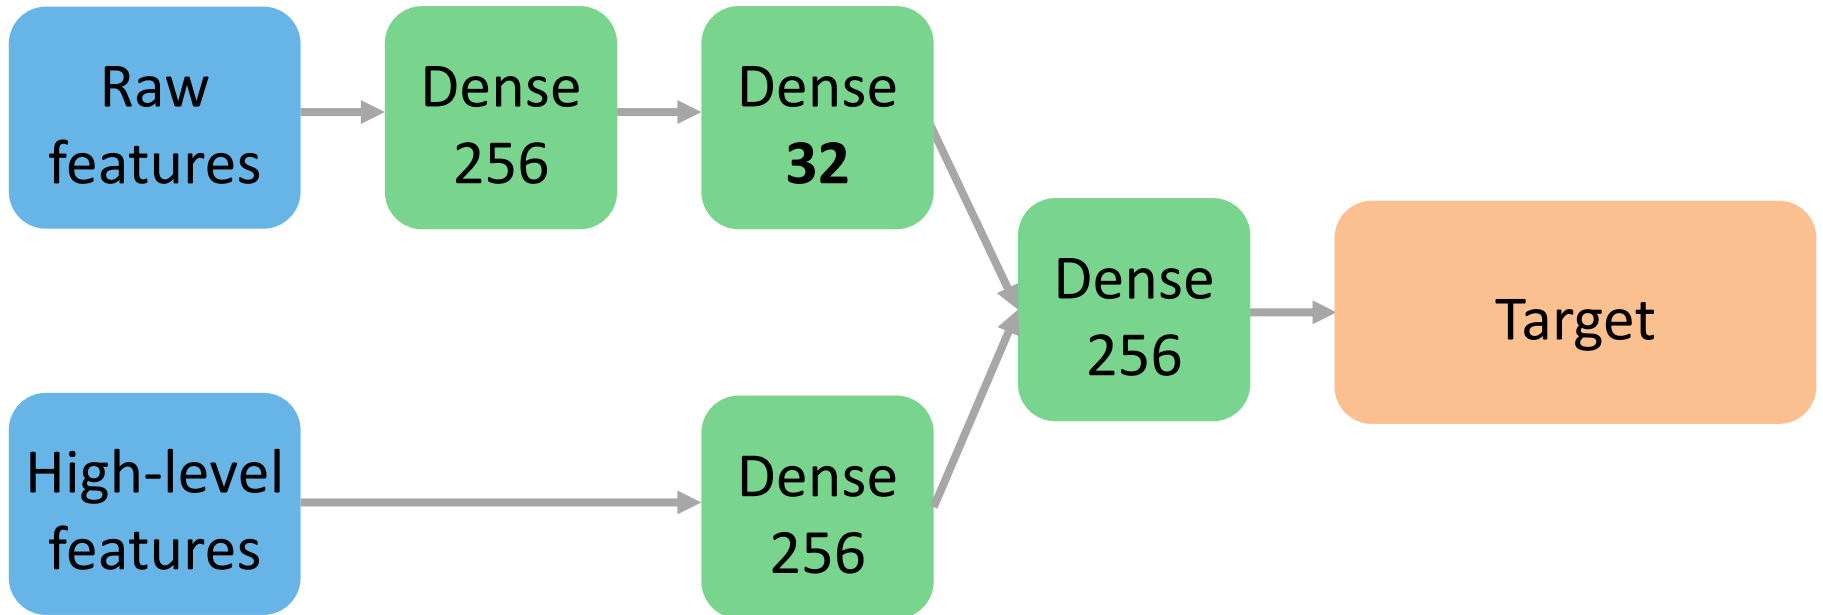 Raw
features
Dense
256
Dense
32
High-level
features
Dense
256
Dense
256
Target